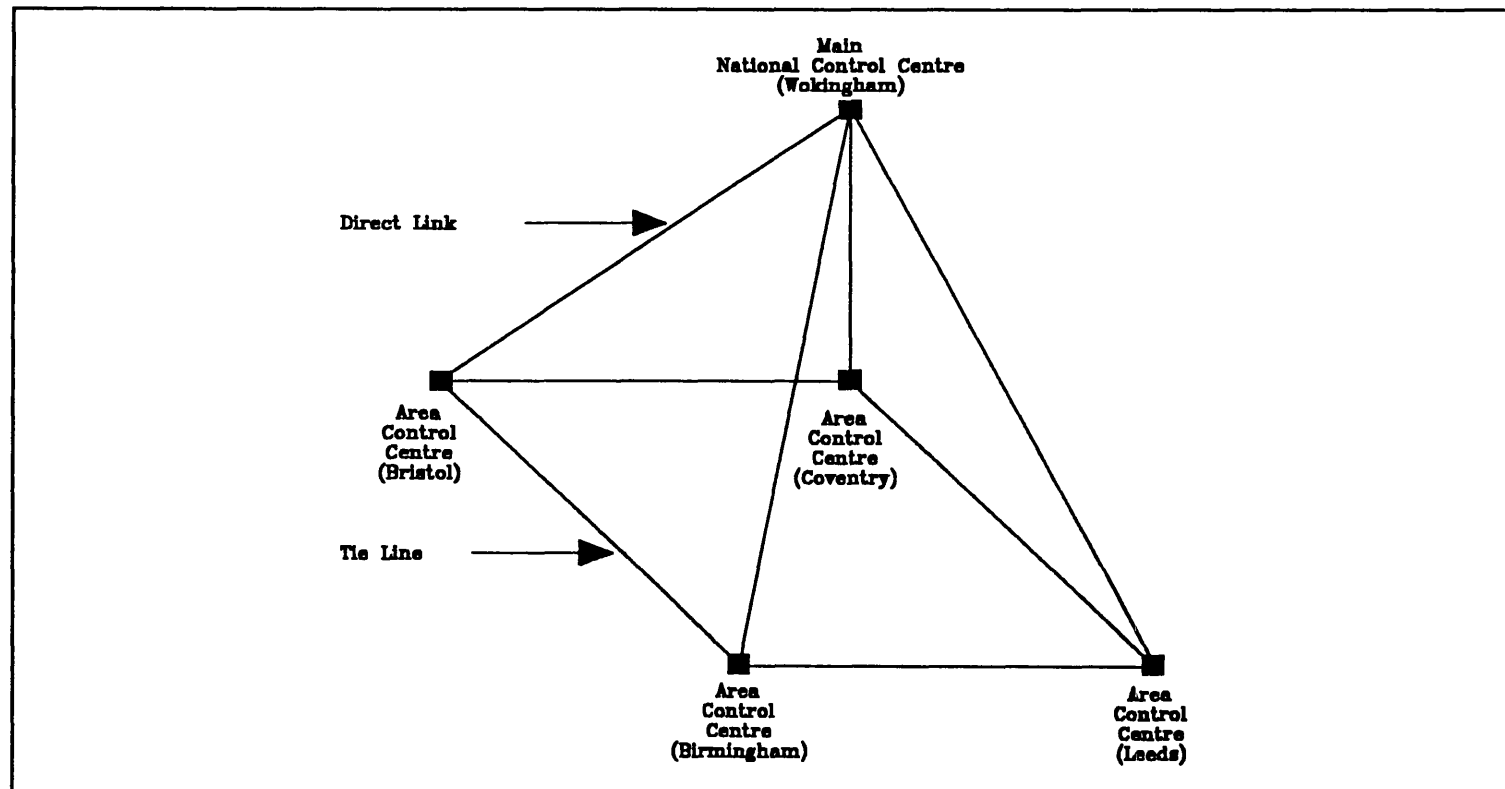 Main
National Control Centre
(Wokingham)
Direct Link
Area
Control
Centre
(Bristol)
Area
Control
Centre
(Coventry)
Tie Line
Area
Control
Centre
(Birmingham)
Area
Control
Centre
(Leeds)